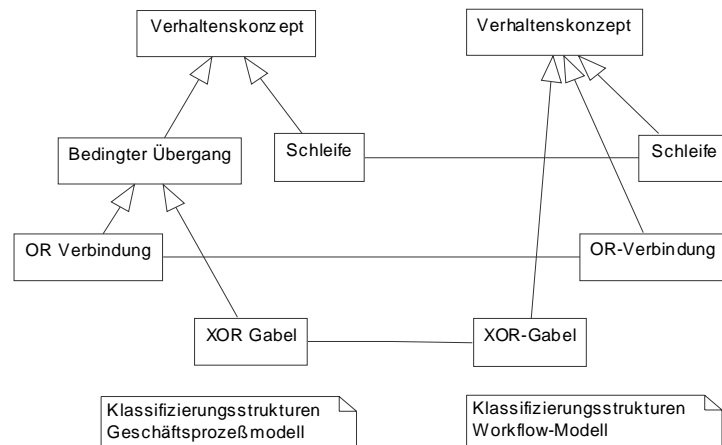 Verhaltenskonzept
Verhaltenskonzept
Bedingter Übergang
Schleife
Schleife
OR Verbindung
OR-Verbindung
XOR Gabel
XOR-Gabel
Klassifizierungsstrukturen
Geschäftsprozeßmodell
Klassifizierungsstrukturen
Workflow-Modell